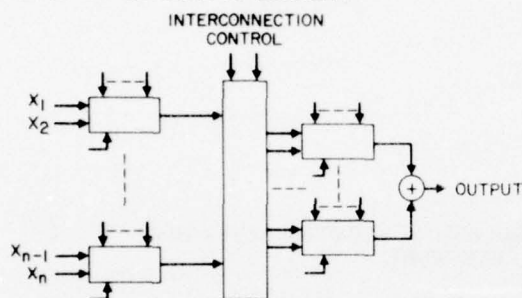 INTERCONNECTION
CONTROL
X1
X2
+
OUTPUT
Xn-1
Xn